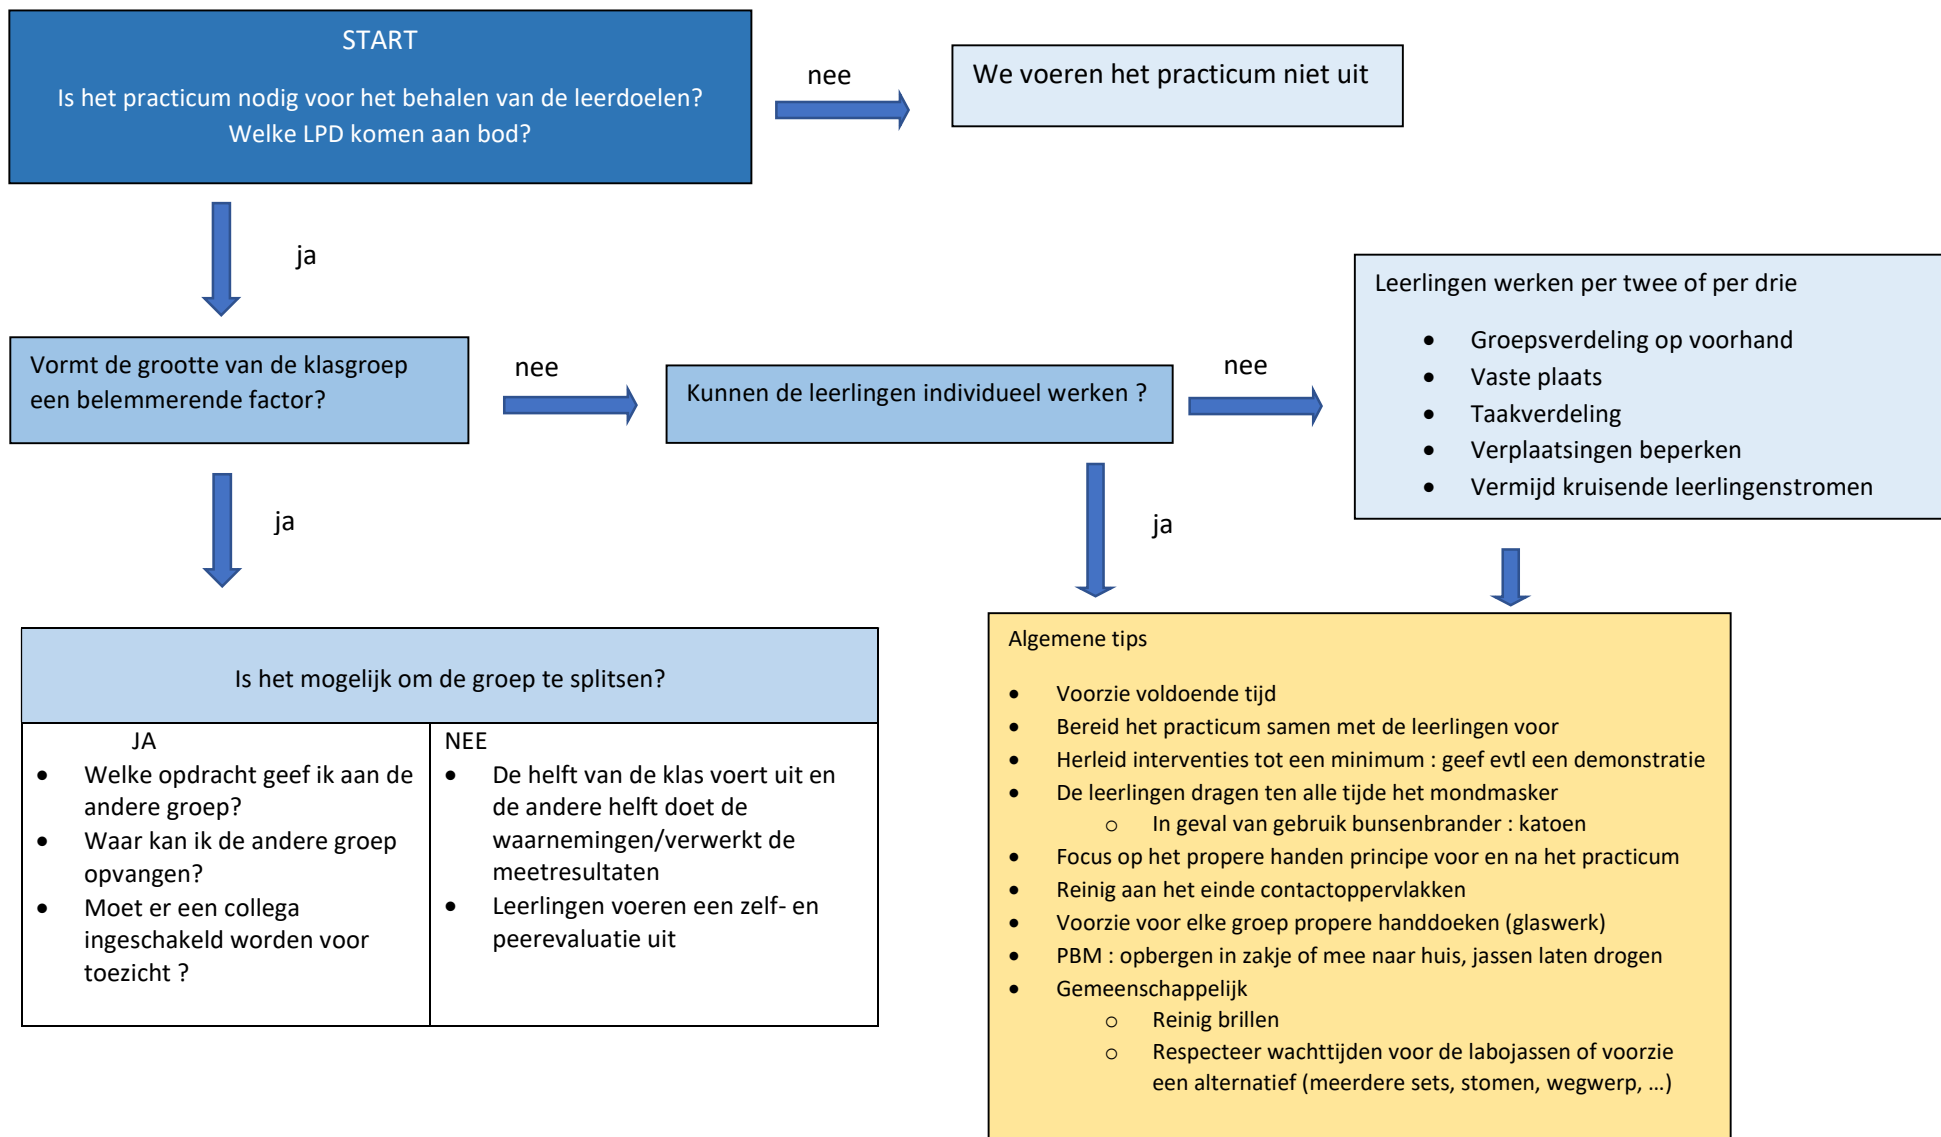 START
Is het practicum nodig voor het behalen van de leerdoelen?
Welke LPD komen aan bod?
nee
We voeren het practicum niet uit
ja
Vormt de grootte van de klasgroep
een belemmerende factor?
nee
Kunnen de leerlingen individueel werken ?
nee
Leerlingen werken per twee of per drie
• Groepsverdeling op voorhand
• Vaste plaats
• Taakverdeling
• Verplaatsingen beperken
• Vermijd kruisende leerlingenstromen
ja
ja
Is het mogelijk om de groep te splitsen?
JA
• Welke opdracht geef ik aan de
andere groep?
• Waar kan ik de andere groep
opvangen?
• Moet er een collega
ingeschakeld worden voor
toezicht ?
NEE
• De helft van de klas voert uit en
de andere helft doet de
waarnemingen/verwerkt de
meetresultaten
• Leerlingen voeren een zelf- en
peerevaluatie uit
Algemene tips
• Voorzie voldoende tijd
• Bereid het practicum samen met de leerlingen voor
• Herleid interventies tot een minimum : geef evtl een demonstratie
• De leerlingen dragen ten alle tijde het mondmasker
o In geval van gebruik bunsenbrander : katoen
• Focus op het propere handen principe voor en na het practicum
• Reinig aan het einde contactoppervlakken
• Voorzie voor elke groep propere handdoeken (glaswerk)
• PBM : opbergen in zakje of mee naar huis, jassen laten drogen
• Gemeenschappelijk
o Reinig brillen
o Respecteer wachttijden voor de labojassen of voorzie
een alternatief (meerdere sets, stomen, wegwerp, …)